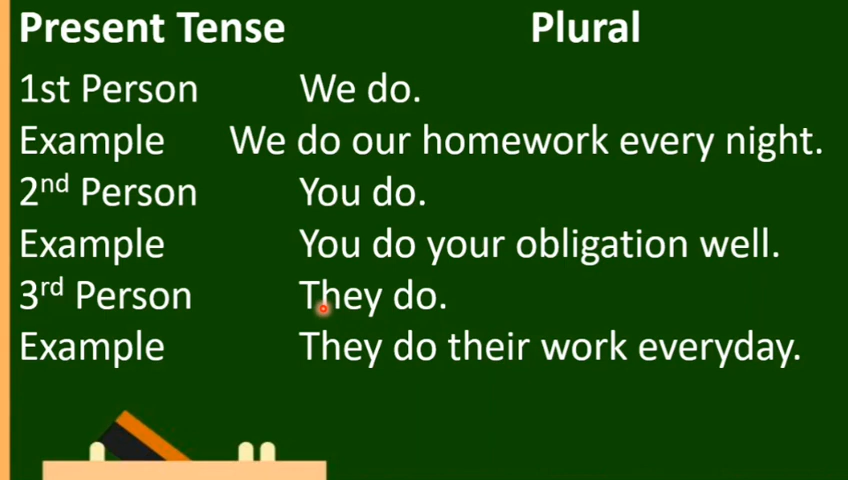 Present Tense Plural
1st Person We do.
Example We do our homework every night.
2nd Person You do.
Example You do your obligation well.
3rd Person They do.
Example They do their work everyday.